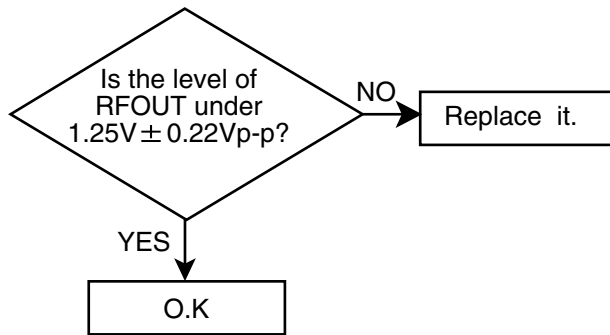 Is the level of
RFOUT under
1.25V ± 0.22Vp-p?
NO
Replace it.
YES
O.K